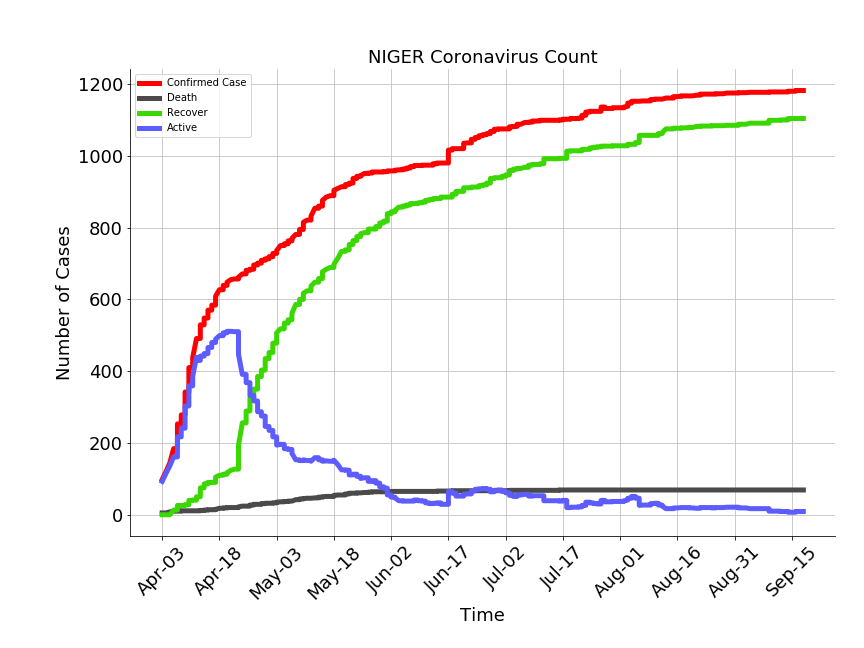 NIGER Coronavirus Count
Confirmed Case
Death
Recover
Active
Number of Cases
1200
1000
800
600
400
200
0
Apr-03
Apr-18
May-03
May-18
Jun-02
Jun-17
Jul-02
Jul-17
Aug-01
Aug-16
Aug-31
Sep-15
Time